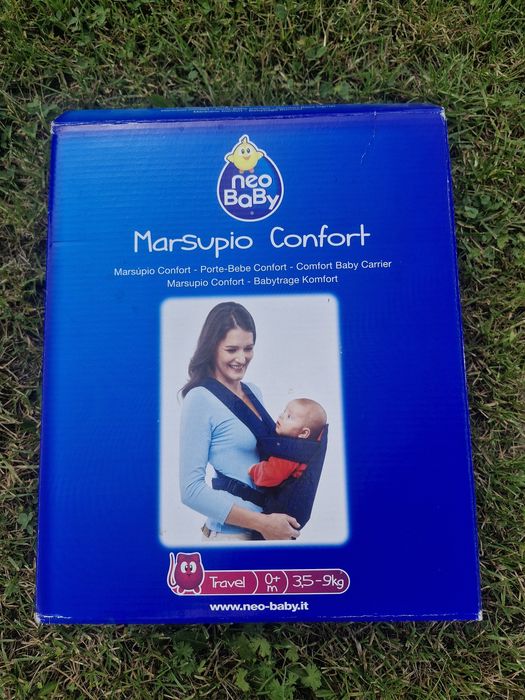 neo
BaBy
Marsupio Confort
Marsúpio Confort - Porte-Bebe Confort - Comfort Baby Carrier
Marsupio Confort - Babytrage Komfort
Travel 0+ m 3,5-9kg
www.neo-baby.it